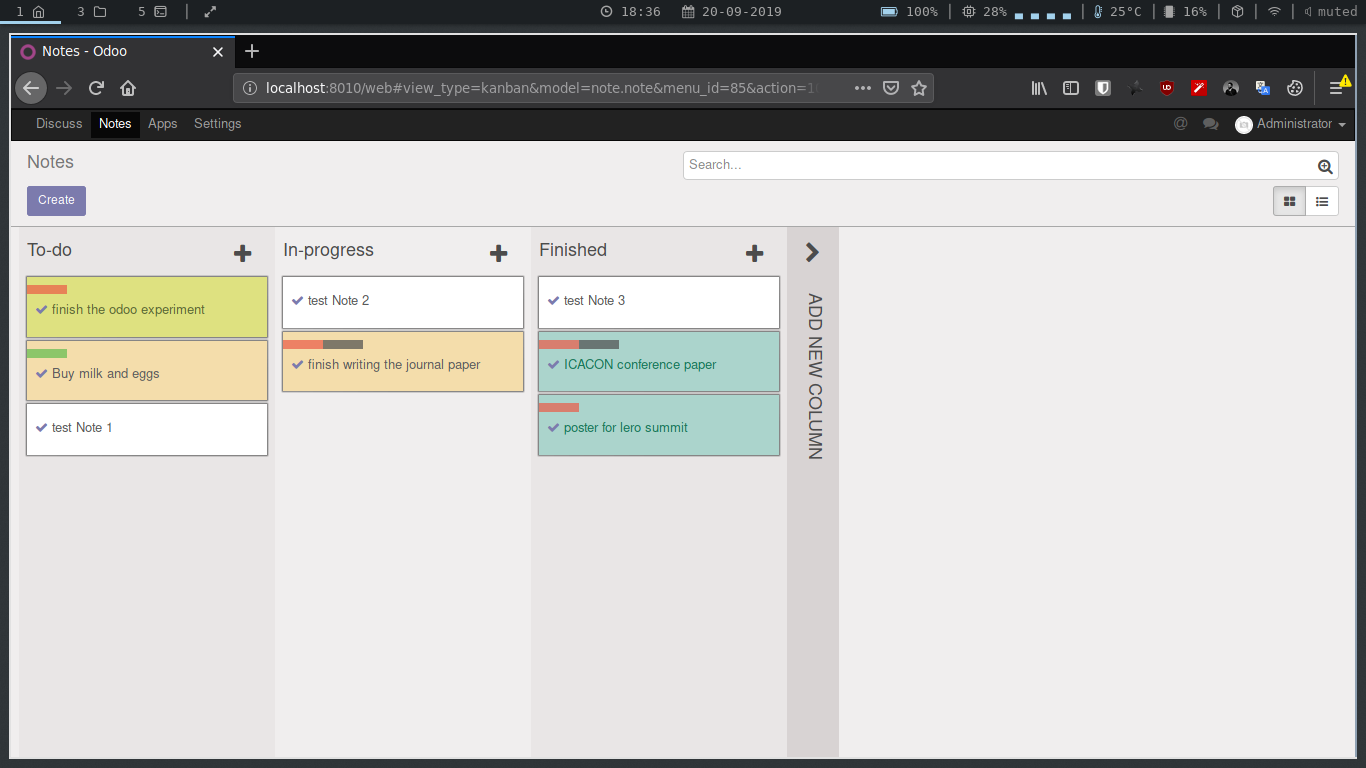 1 3 5 18:36 20-09-2019 100% 28% 25°C 16% muted
Notes - Odoo
localhost:8010/web#view_type=kanban&model=note.note&menu_id=85&action=1
Discuss Notes Apps Settings @ Administrator
Notes
Search...
Create
To-do
finish the odoo experiment
Buy milk and eggs
test Note 1
In-progress
test Note 2
finish writing the journal paper
Finished
test Note 3
ICACON conference paper
poster for lero summit
ADD NEW COLUMN